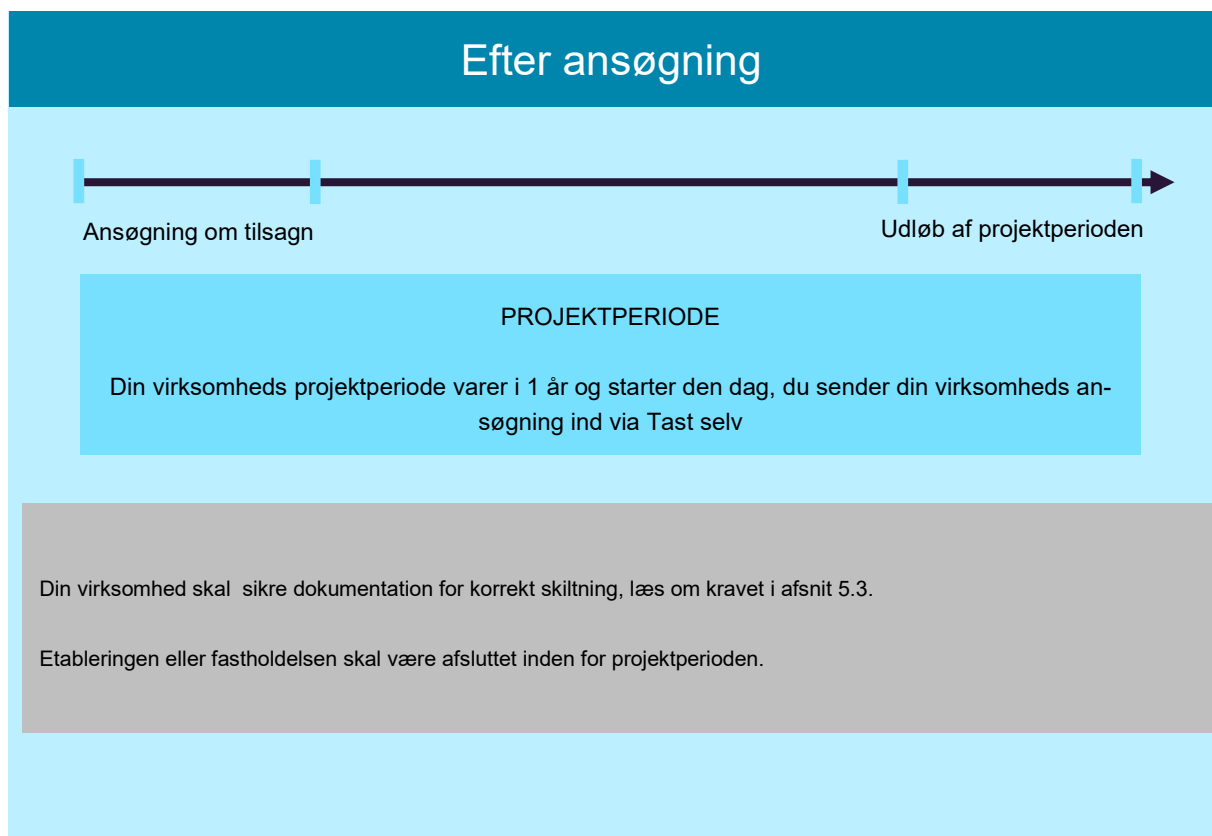 Efter ansøgning
Ansøgning om tilsagn
Udløb af projektperioden
PROJEKTPERIODE
Din virksomheds projektperiode varer i 1 år og starter den dag, du sender din virksomheds an-
søgning ind via Tast selv
Din virksomhed skal  sikre dokumentation for korrekt skiltning, læs om kravet i afsnit 5.3.
Etableringen eller fastholdelsen skal være afsluttet inden for projektperioden.